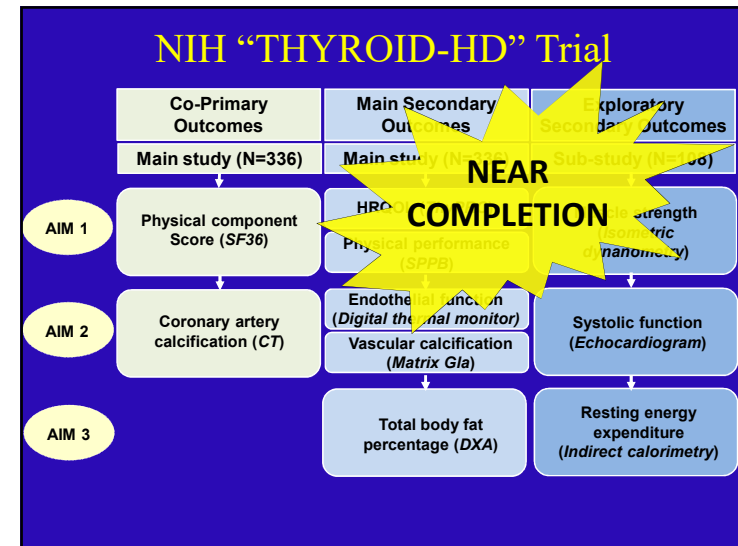 NIH “THYROID-HD” Trial
Co-Primary
Outcomes
Main Secondary
Outcomes
Exploratory
Secondary Outcomes
Main study (N=336)
Main study (N=336)
Sub-study (N=108)
NEAR
COMPLETION
AIM 1
Physical component
Score (SF36)
Physical performance
(SPPB)
strength
(Isometric
dynanometry)
AIM 2
Coronary artery
calcification (CT)
Endothelial function
(Digital thermal monitor)
Vascular calcification
(Matrix Gla)
Systolic function
(Echocardiogram)
AIM 3
Total body fat
percentage (DXA)
Resting energy
expenditure
(Indirect calorimetry)